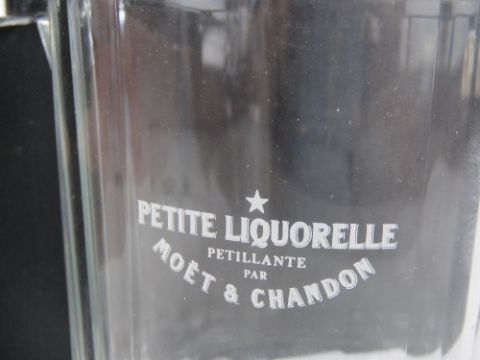 PETITE LIQUORELLE
PETILLANTE
PAR
MOËT & CHANDON